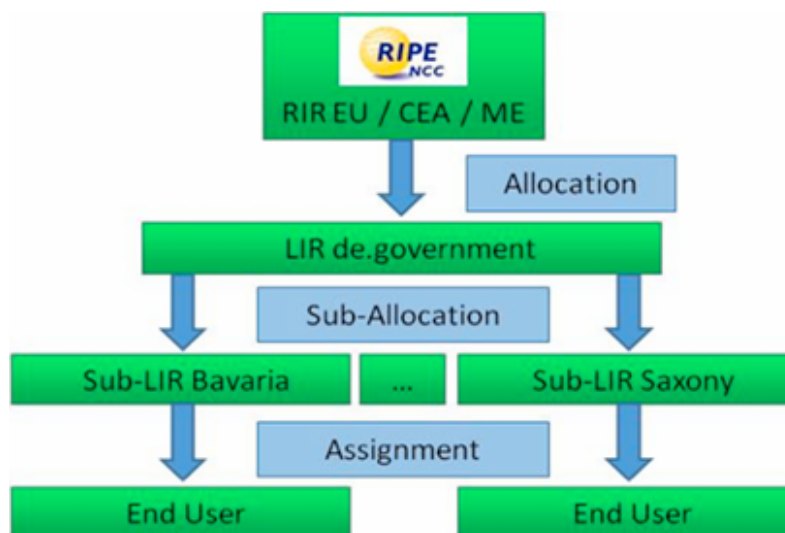 RIPE
NCC
RIR EU / CEA / ME
Allocation
LIR de.government
Sub-Allocation
Sub-LIR Bavaria
...
Sub-LIR Saxony
Assignment
End User
End User